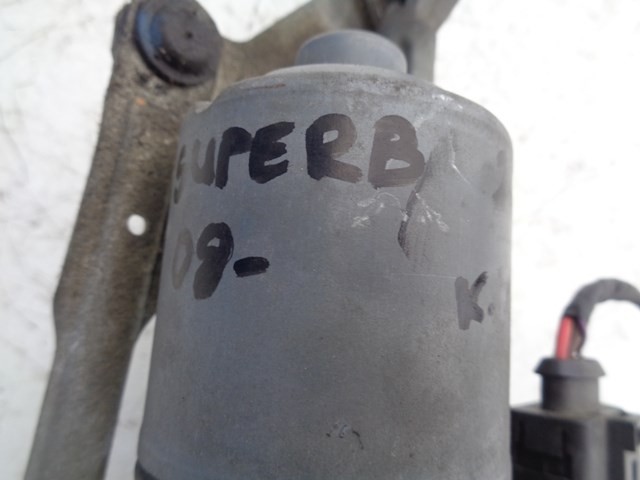 SUPERB
08-
K.